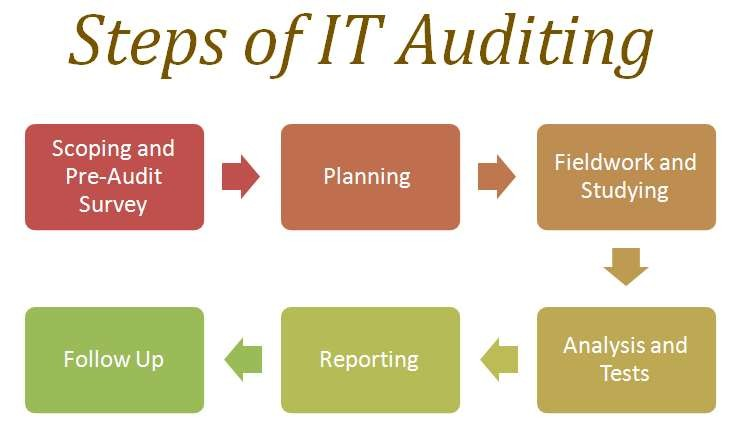 Steps of IT Auditing
Scoping and
Pre-Audit
Survey
Planning
Fieldwork and
Studying
Analysis and
Tests
Reporting
Follow Up